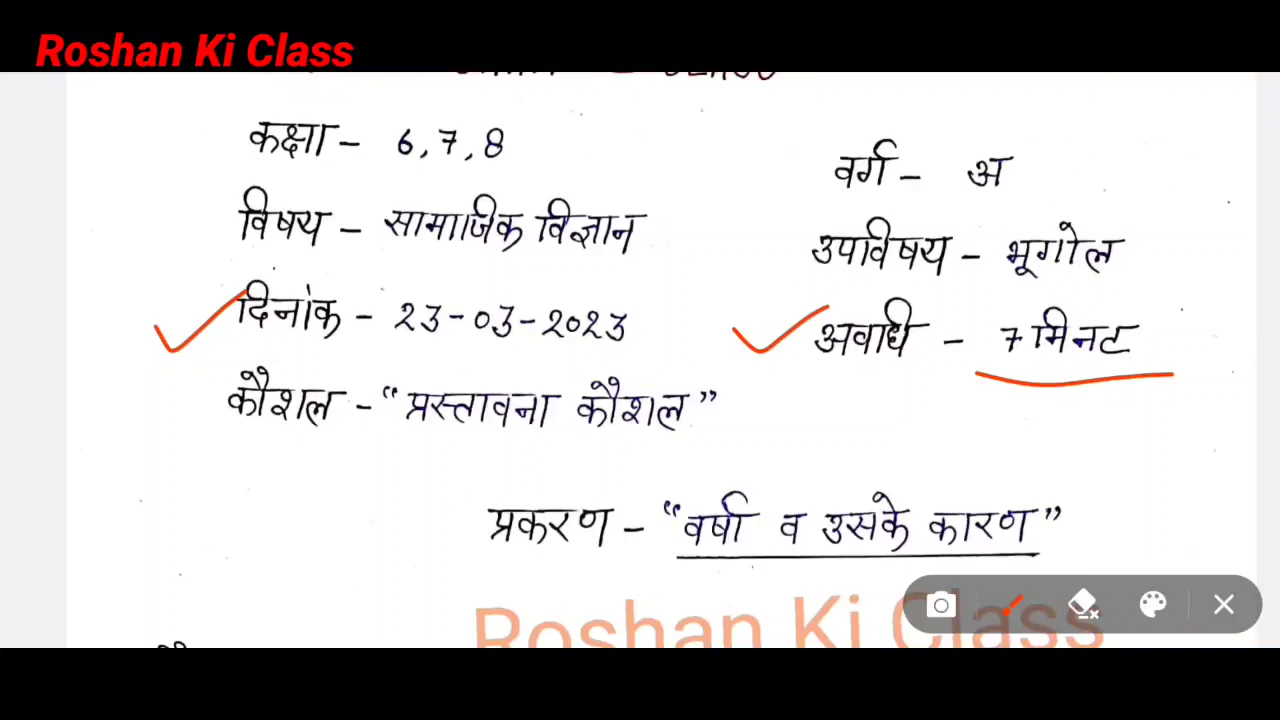 Roshan Ki Class
कक्षा - 6, 7, 8
वर्ग - अ
विषय - सामाजिक विज्ञान
उपविषय - भूगोल
दिनांक - 23-03-2023
अवधि - 7 मिनट
कौशल - "प्रस्तावना कौशल"
प्रकरण - "वर्षा व उसके कारण"
Roshan Ki Class